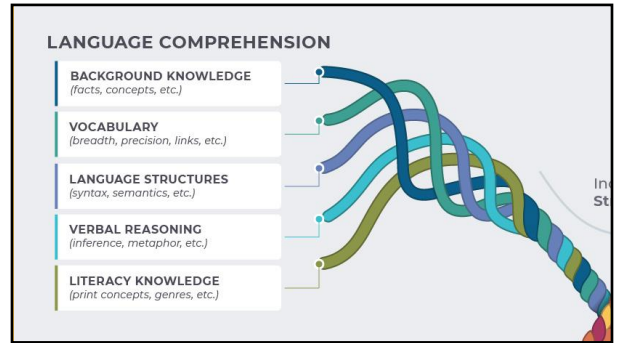 LANGUAGE COMPREHENSION
BACKGROUND KNOWLEDGE
(facts, concepts, etc.)
VOCABULARY
(breadth, precision, links, etc.)
LANGUAGE STRUCTURES
(syntax, semantics, etc.)
VERBAL REASONING
(inference, metaphor, etc.)
LITERACY KNOWLEDGE
(print concepts, genres, etc.)